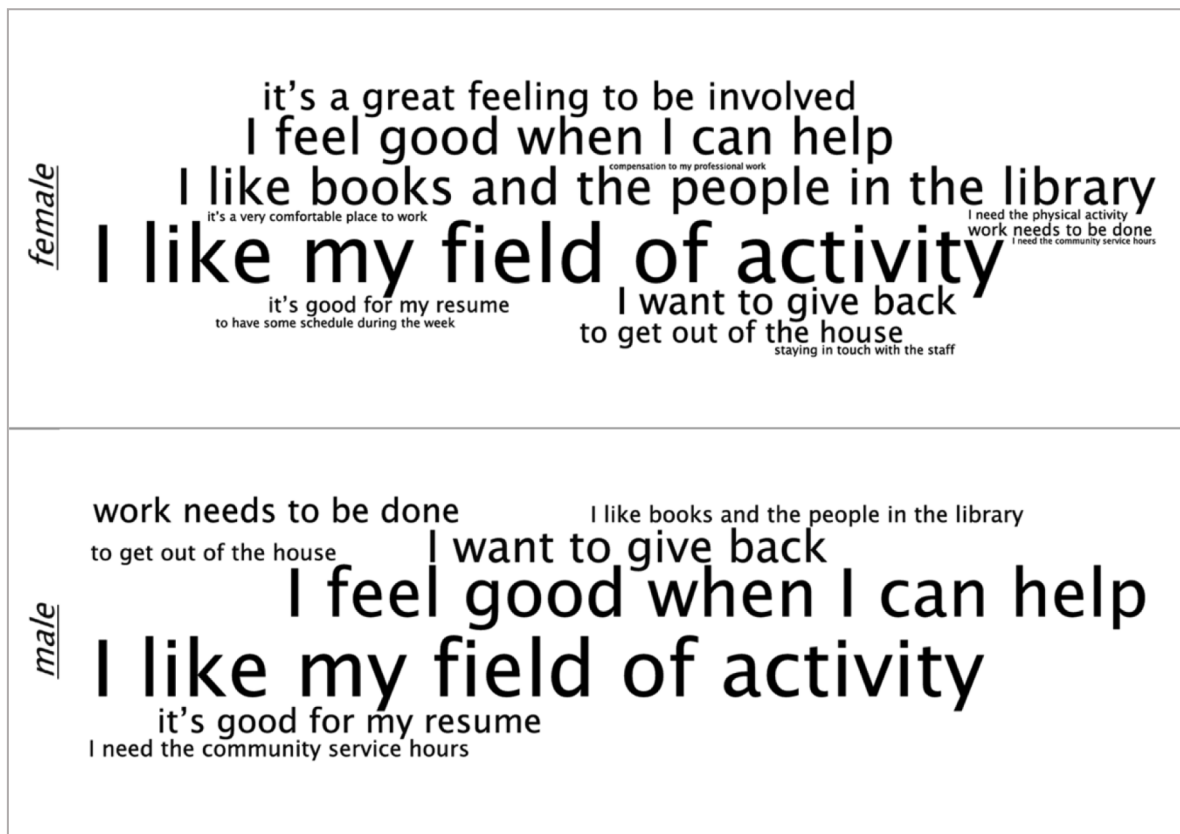 female
it's a great feeling to be involved
I feel good when I can help
compensation to my professional work
I like books and the people in the library
it's a very comfortable place to work
I need the physical activity
work needs to be done
I need the community service hours
I like my field of activity
it's good for my resume
I want to give back
to have some schedule during the week
to get out of the house
staying in touch with the staff
male
work needs to be done
I like books and the people in the library
to get out of the house
I want to give back
I feel good when I can help
I like my field of activity
it's good for my resume
I need the community service hours